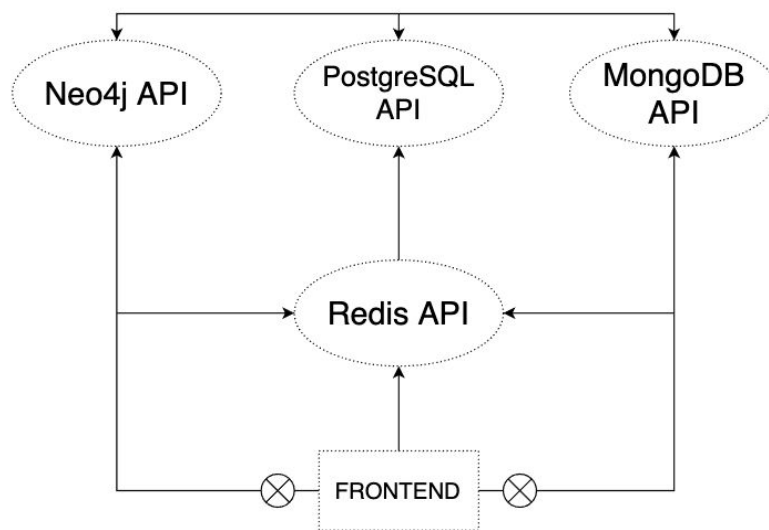 Neo4j API
PostgreSQL
API
MongoDB
API
Redis API
FRONTEND